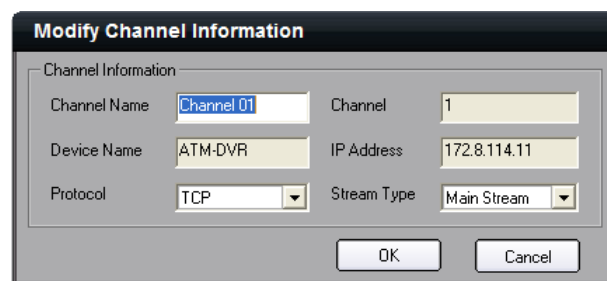 Modify Channel Information
Channel Information
Channel Name Channel 01 Channel 1
Device Name ATM-DVR IP Address 172.8.114.11
Protocol TCP Stream Type Main Stream
OK Cancel